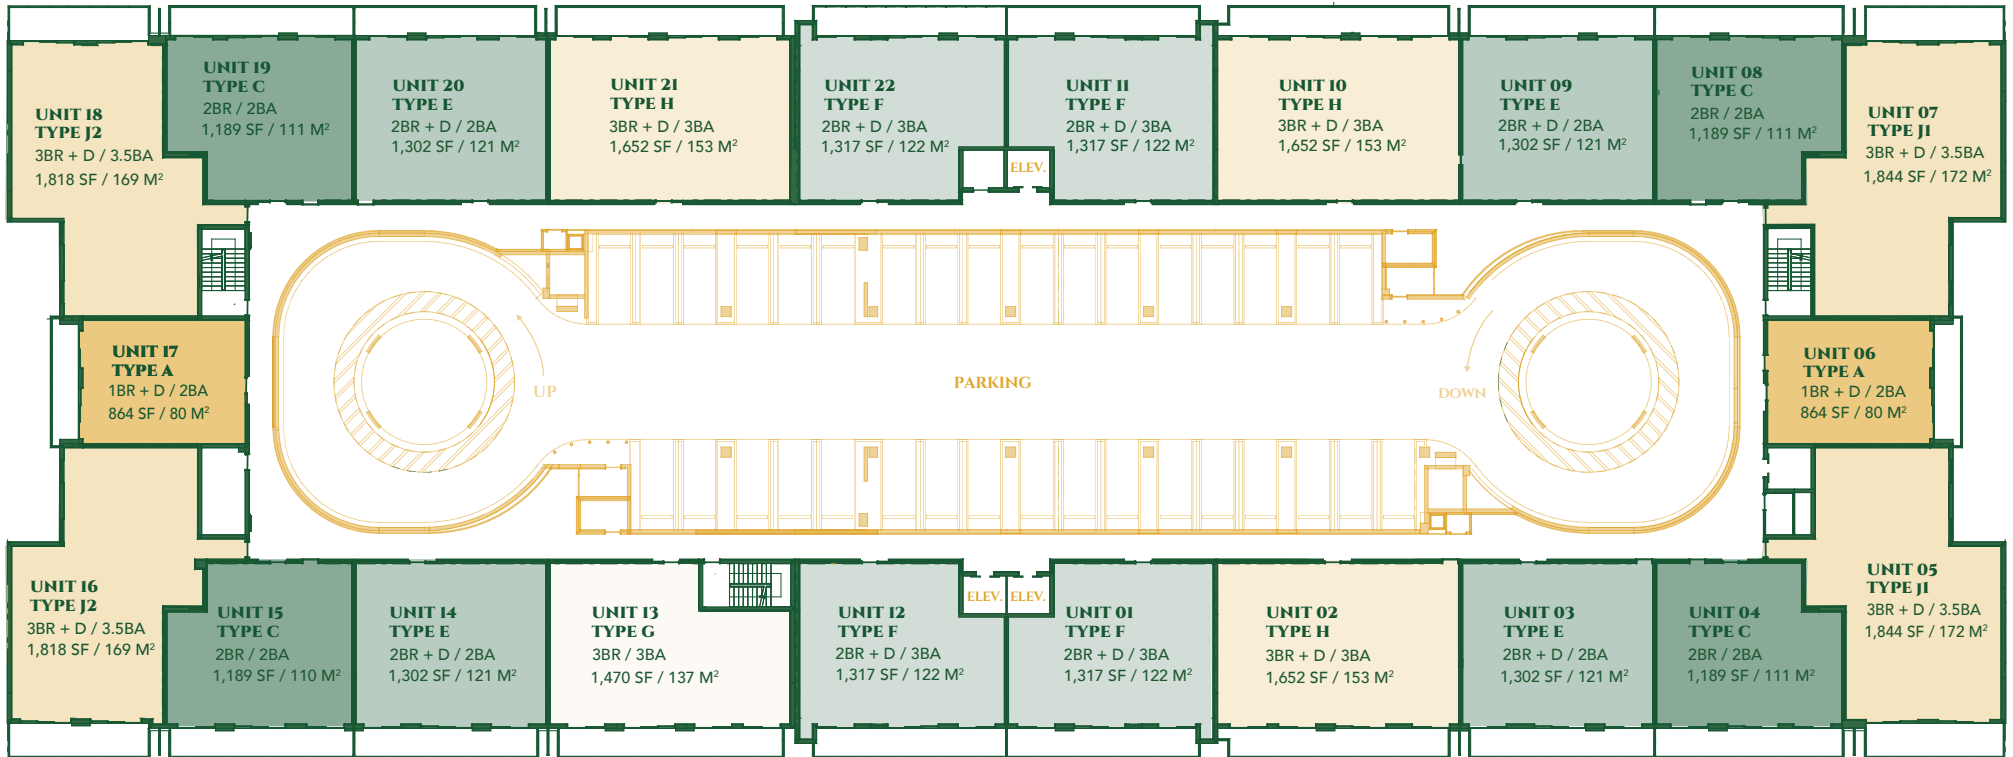 UNIT 18
TYPE J2
3BR + D / 3.5BA
1,818 SF / 169 M²
UNIT 19
TYPE C
2BR / 2BA
1,189 SF / 111 M²
UNIT 20
TYPE E
2BR + D / 2BA
1,302 SF / 121 M²
UNIT 21
TYPE H
3BR + D / 3BA
1,652 SF / 153 M²
UNIT 22
TYPE F
2BR + D / 3BA
1,317 SF / 122 M²
UNIT 11
TYPE F
2BR + D / 3BA
1,317 SF / 122 M²
ELEV.
UNIT 10
TYPE H
3BR + D / 3BA
1,652 SF / 153 M²
UNIT 09
TYPE E
2BR + D / 2BA
1,302 SF / 121 M²
UNIT 08
TYPE C
2BR / 2BA
1,189 SF / 111 M²
UNIT 07
TYPE J1
3BR + D / 3.5BA
1,844 SF / 172 M²
UNIT 17
TYPE A
1BR + D / 2BA
864 SF / 80 M²
UP
PARKING
DOWN
UNIT 06
TYPE A
1BR + D / 2BA
864 SF / 80 M²
UNIT 16
TYPE J2
3BR + D / 3.5BA
1,818 SF / 169 M²
UNIT 15
TYPE C
2BR / 2BA
1,189 SF / 110 M²
UNIT 14
TYPE E
2BR + D / 2BA
1,302 SF / 121 M²
UNIT 13
TYPE G
3BR / 3BA
1,470 SF / 137 M²
UNIT 12
TYPE F
2BR + D / 3BA
1,317 SF / 122 M²
ELEV.
ELEV.
UNIT 01
TYPE F
2BR + D / 3BA
1,317 SF / 122 M²
UNIT 02
TYPE H
3BR + D / 3BA
1,652 SF / 153 M²
UNIT 03
TYPE E
2BR + D / 2BA
1,302 SF / 121 M²
UNIT 04
TYPE C
2BR / 2BA
1,189 SF / 111 M²
UNIT 05
TYPE J1
3BR + D / 3.5BA
1,844 SF / 172 M²